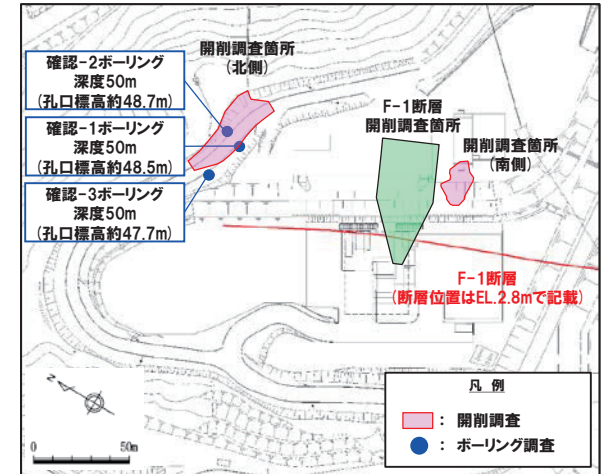 確認-2ボーリング
深度50m
(孔口標高約48.7m)
確認-1ボーリング
深度50m
(孔口標高約48.5m)
確認-3ボーリング
深度50m
(孔口標高約47.7m)
開削調査箇所
(北側)
F-1断層
開削調査箇所
開削調査箇所
(南側)
F-1断層
(断層位置はEL.2.8mで記載)
N
0 50m
凡 例
: 開削調査
: ボーリング調査